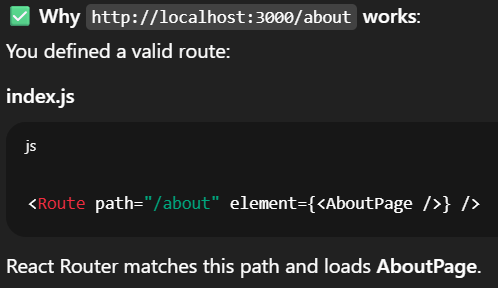 ✅ Why http://localhost:3000/about works:
You defined a valid route:
index.js
js
<Route path="/about" element={<AboutPage />} />
React Router matches this path and loads AboutPage.